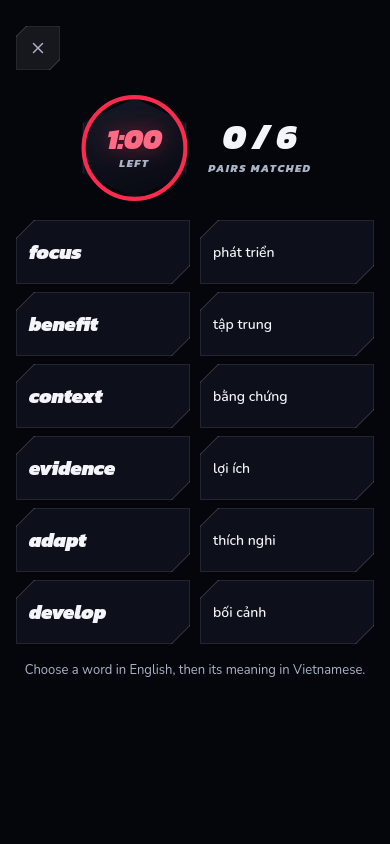 1:00
LEFT
0 / 6
PAIRS MATCHED
focus
phát triển
benefit
tập trung
context
bằng chứng
evidence
lợi ích
adapt
thích nghi
develop
bối cảnh
Choose a word in English, then its meaning in Vietnamese.